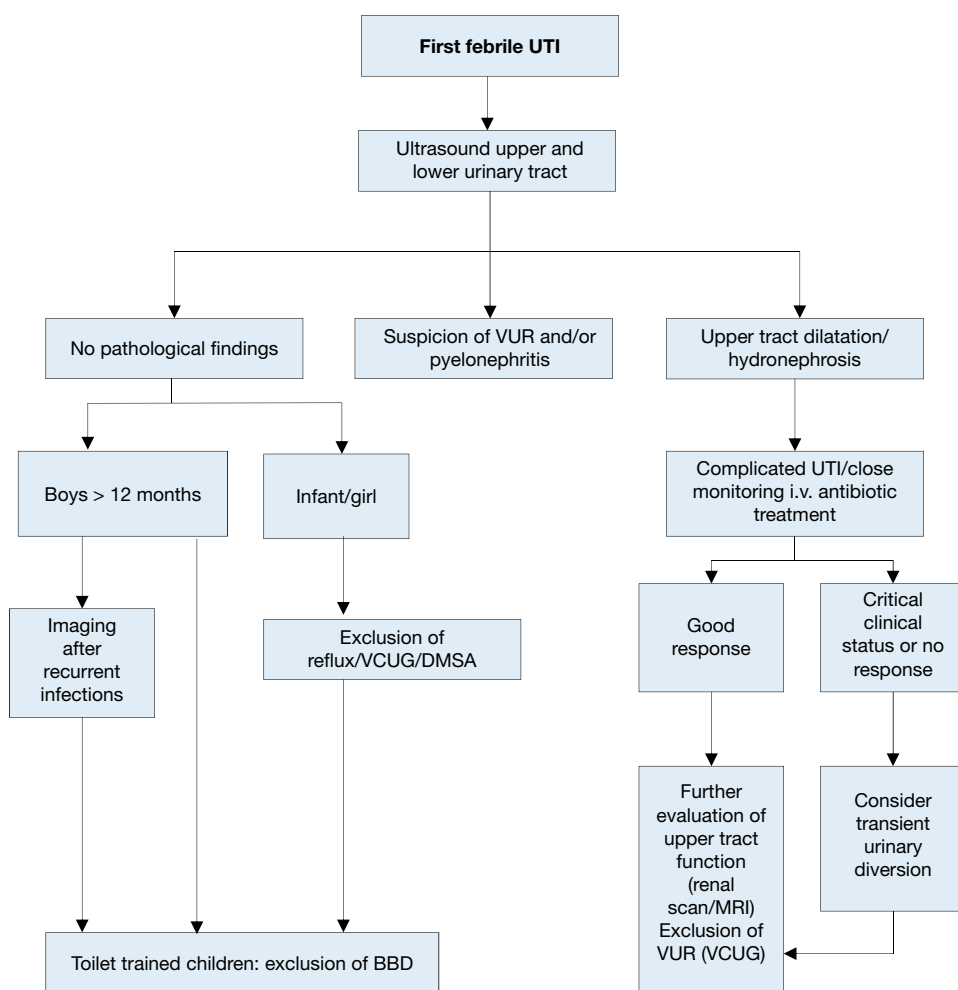 First febrile UTI
Ultrasound upper and
lower urinary tract
No pathological findings
Suspicion of VUR and/or
pyelonephritis
Upper tract dilatation/
hydronephrosis
Boys > 12 months
Infant/girl
Complicated UTI/close
monitoring i.v. antibiotic
treatment
Imaging
after
recurrent
infections
Exclusion of
reflux/VCUG/DMSA
Good
response
Critical
clinical
status or no
response
Further
evaluation of
upper tract
function
(renal
scan/MRI)
Exclusion of
VUR (VCUG)
Consider
transient
urinary
diversion
Toilet trained children: exclusion of BBD